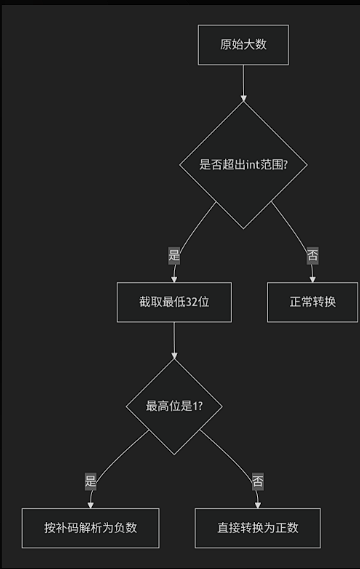 原始大数
是否超出int范围?
是
否
截取最低32位
正常转换
最高位是1?
是
否
按补码解析为负数
直接转换为正数